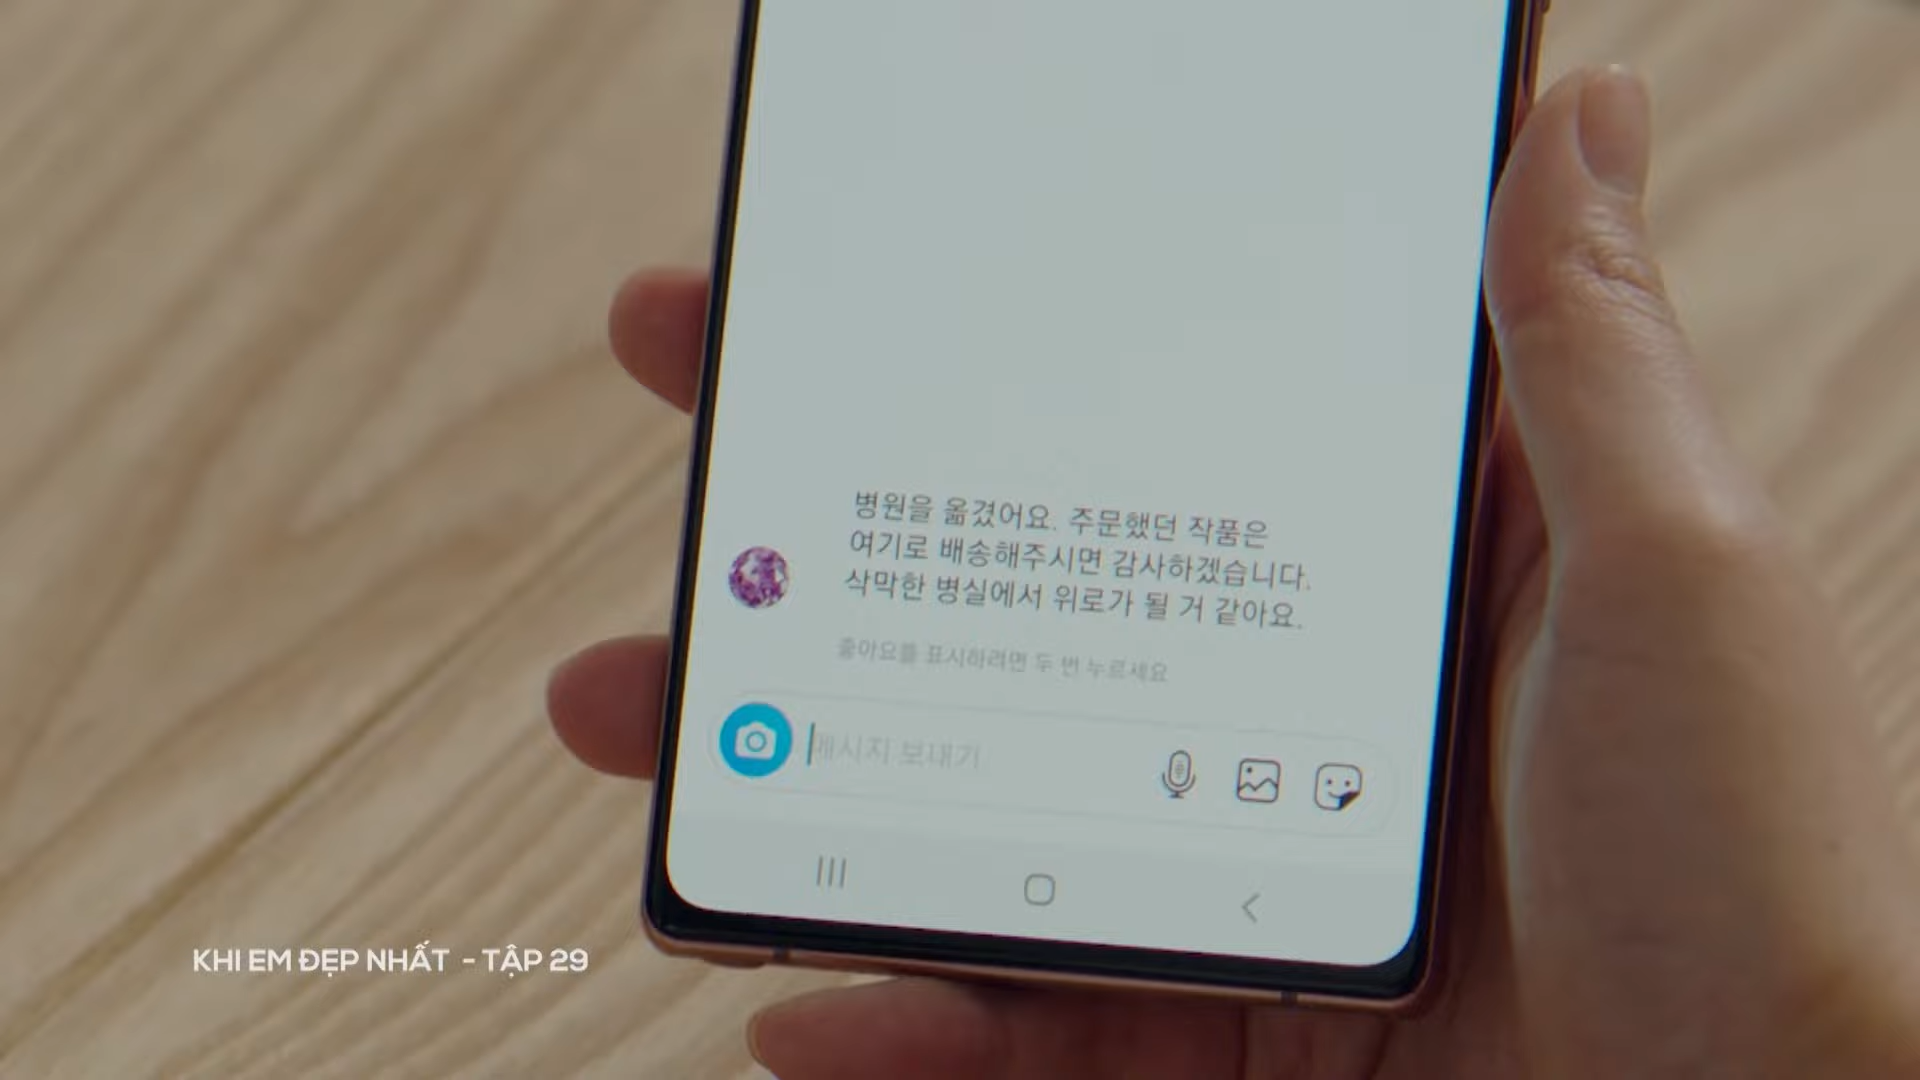 병원을 옮겼어요. 주문했던 작품은
여기로 배송해주시면 감사하겠습니다.
삭막한 병실에서 위로가 될 거 같아요.
좋아요를 표시하려면 두 번 누르세요
메시지 보내기
KHI EM ĐẸP NHẤT - TẬP 29